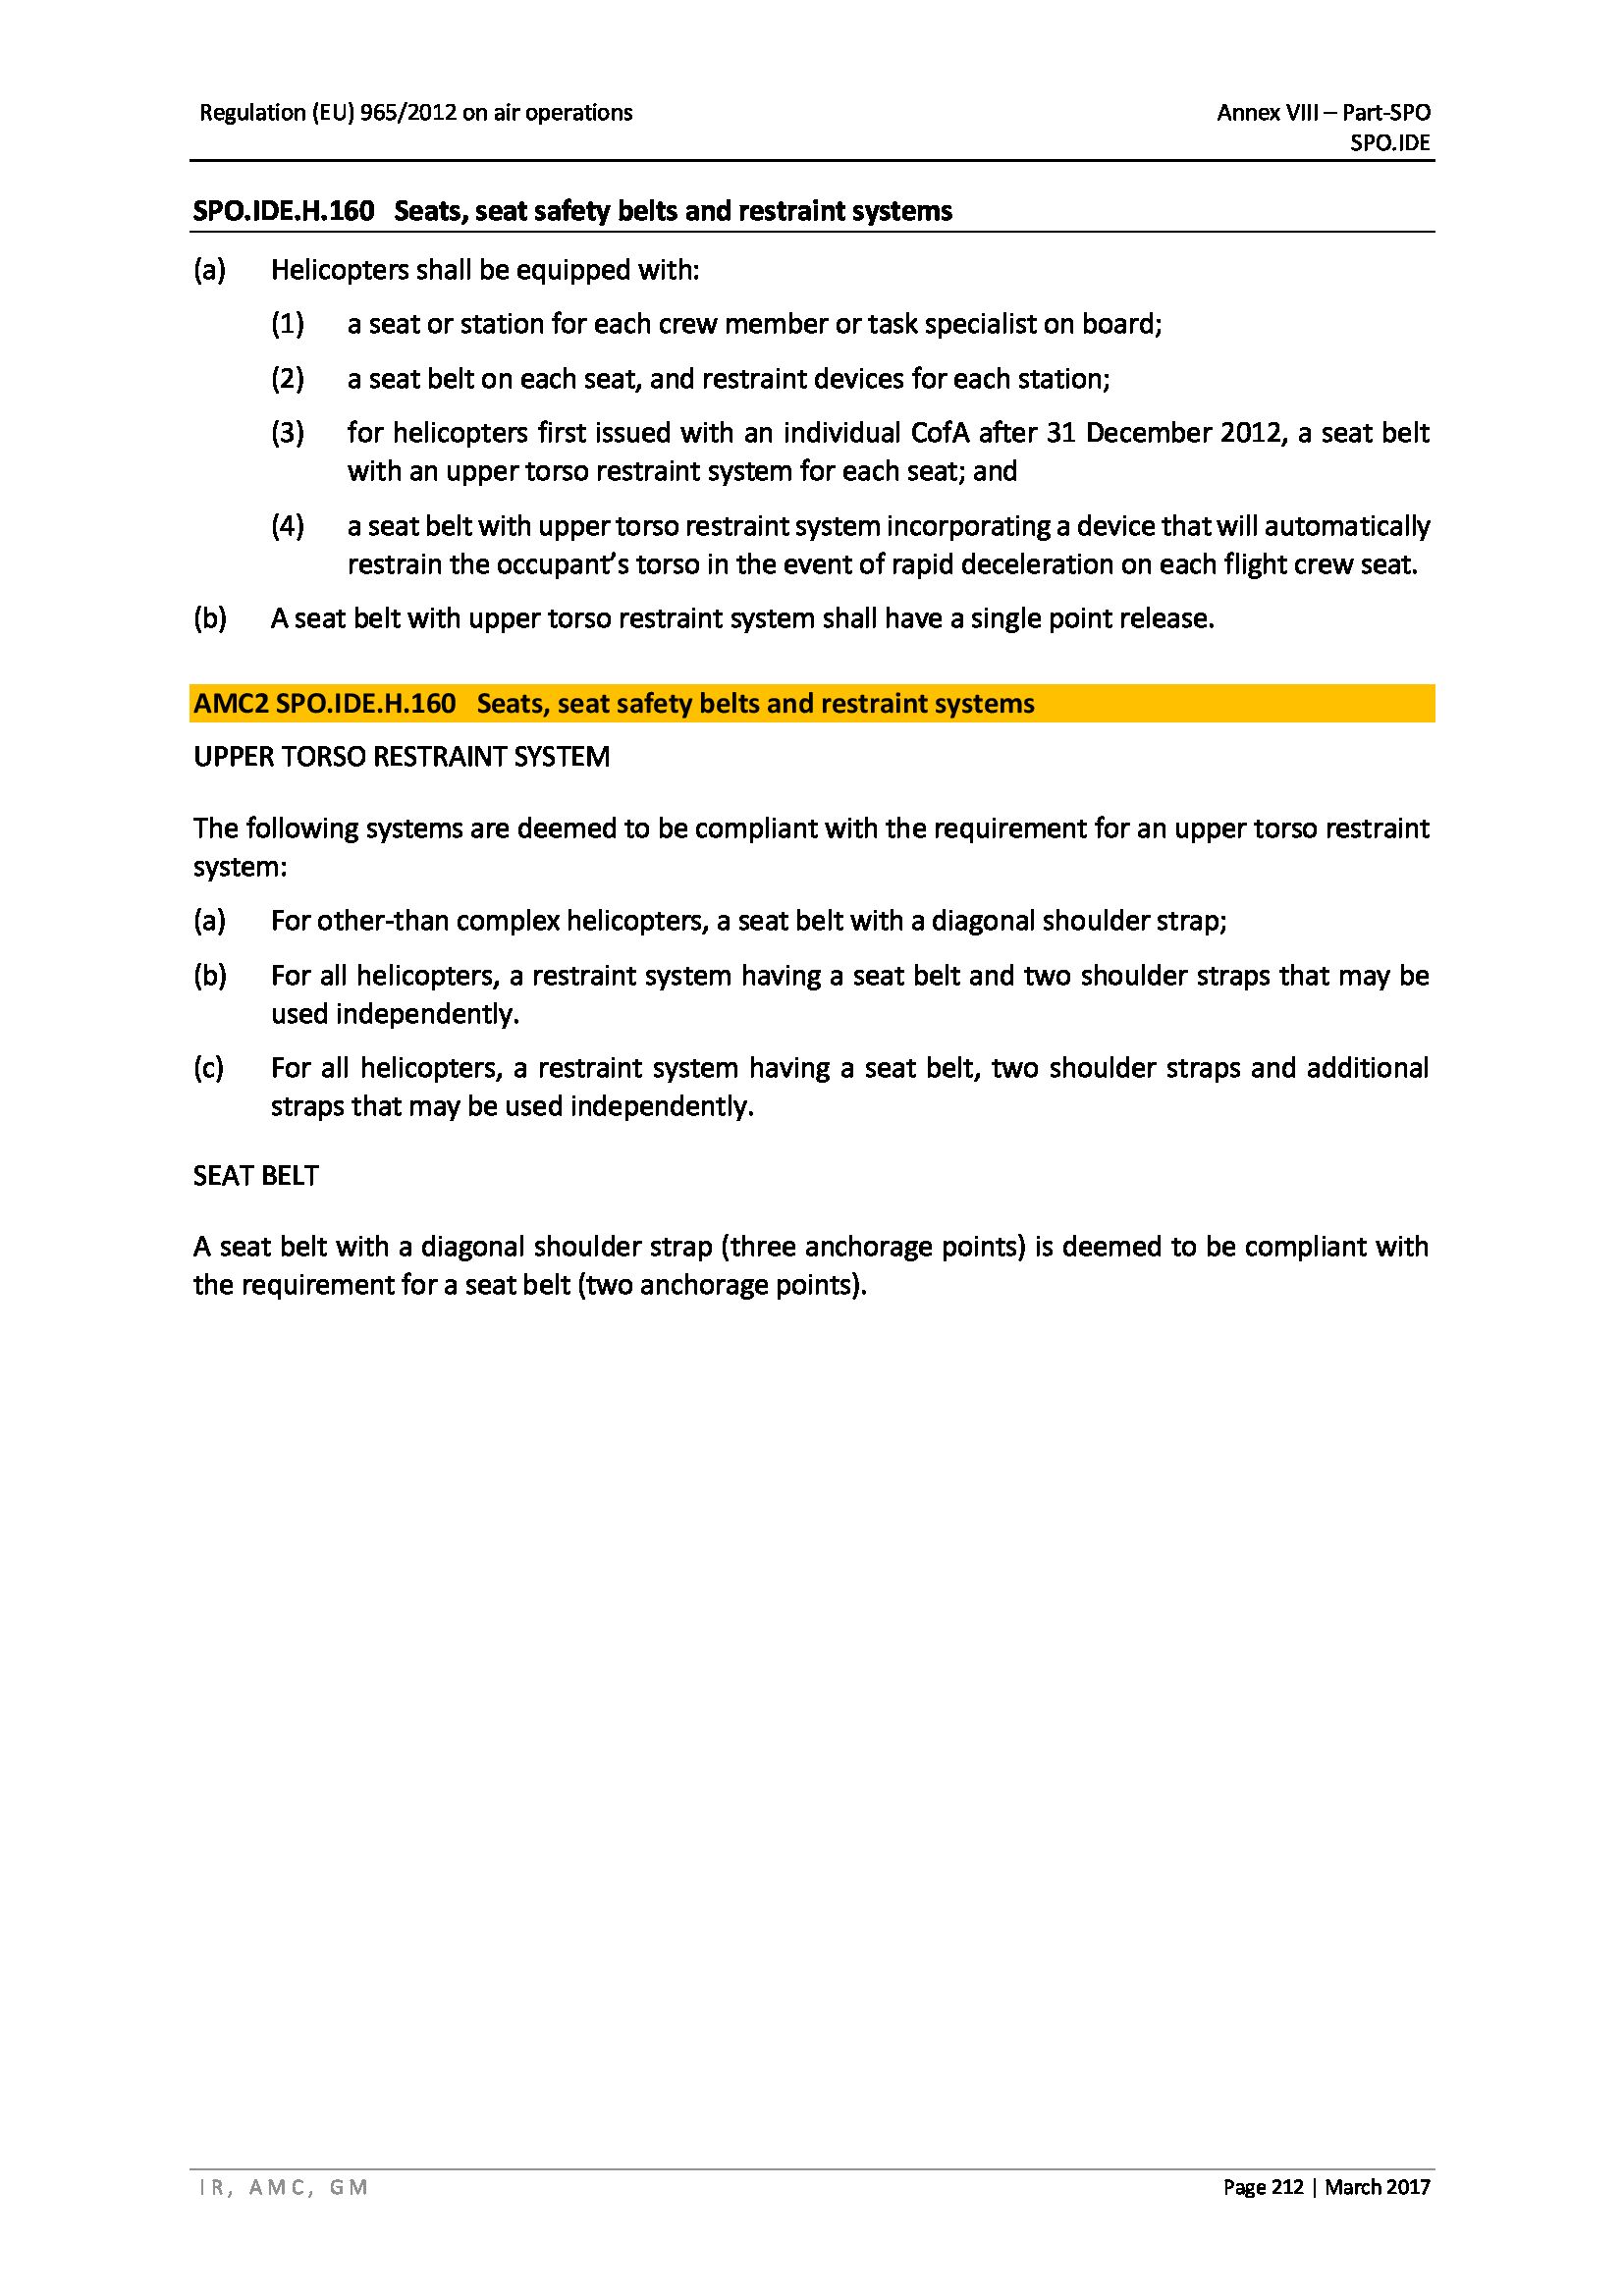 Regulation (EU) 965/2012 on air operations
Annex VIII – Part-SPO
SPO.IDE
SPO.IDE.H.160 Seats, seat safety belts and restraint systems
(a) Helicopters shall be equipped with:
(1) a seat or station for each crew member or task specialist on board;
(2) a seat belt on each seat, and restraint devices for each station;
(3) for helicopters first issued with an individual CofA after 31 December 2012, a seat belt
with an upper torso restraint system for each seat; and
(4) a seat belt with upper torso restraint system incorporating a device that will automatically
restrain the occupant’s torso in the event of rapid deceleration on each flight crew seat.
(b) A seat belt with upper torso restraint system shall have a single point release.
AMC2 SPO.IDE.H.160 Seats, seat safety belts and restraint systems
UPPER TORSO RESTRAINT SYSTEM
The following systems are deemed to be compliant with the requirement for an upper torso restraint
system:
(a) For other-than complex helicopters, a seat belt with a diagonal shoulder strap;
(b) For all helicopters, a restraint system having a seat belt and two shoulder straps that may be
used independently.
(c) For all helicopters, a restraint system having a seat belt, two shoulder straps and additional
straps that may be used independently.
SEAT BELT
A seat belt with a diagonal shoulder strap (three anchorage points) is deemed to be compliant with
the requirement for a seat belt (two anchorage points).
IR, AMC, GM
Page 212 | March 2017